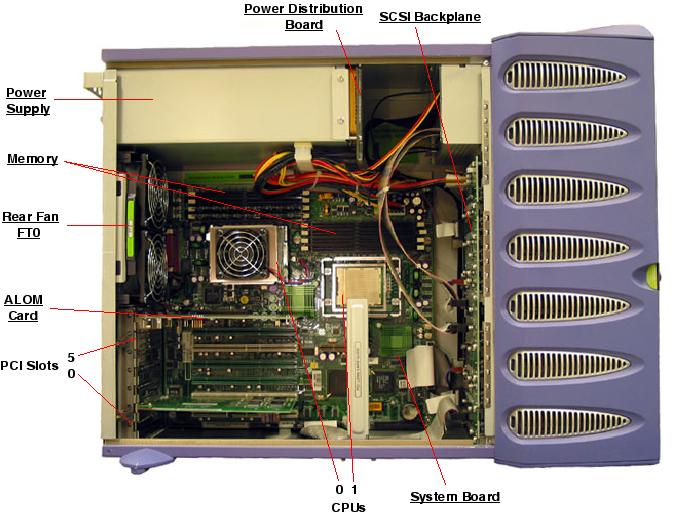 Power Distribution
Board
SCSI Backplane
Power
Supply
Memory
Rear Fan
FT0
ALOM
Card
PCI Slots
5
0
0 1
CPUs
System Board